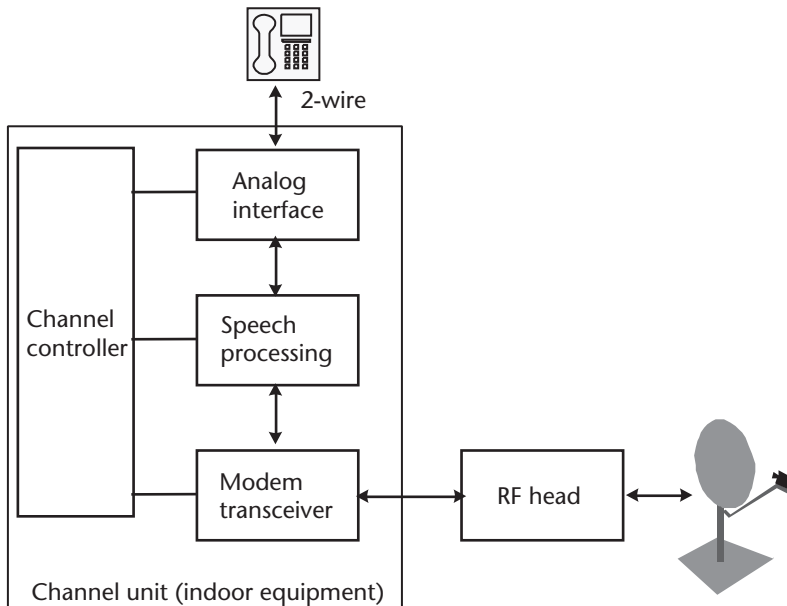 2-wire
Analog
interface
Channel
controller
Speech
processing
Modem
transceiver
RF head
Channel unit (indoor equipment)